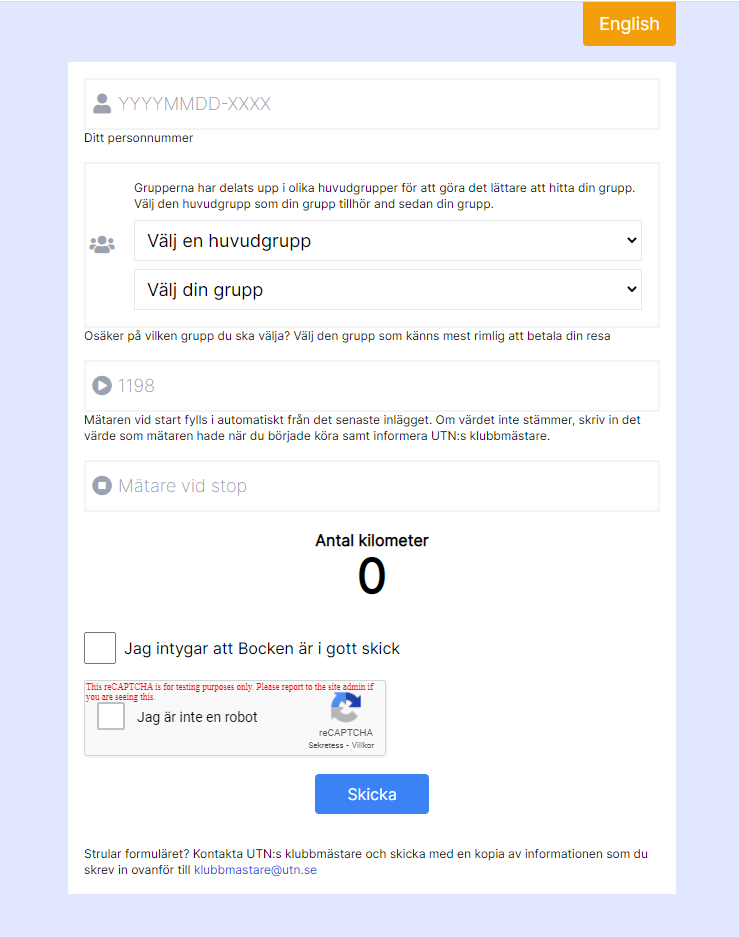 English
YYYYMMDD-XXXX
Ditt personnummer
Grupperna har delats upp i olika huvudgrupper för att göra det lättare att hitta din grupp.
Välj den huvudgrupp som din grupp tillhör and sedan din grupp.
Välj en huvudgrupp
Välj din grupp
Osäker på vilken grupp du ska välja? Välj den grupp som känns mest rimlig att betala din resa
1198
Mätaren vid start fylls i automatiskt från det senaste inlägget. Om värdet inte stämmer, skriv in det
värde som mätaren hade när du började köra samt informera UTN:s klubbmästare.
Mätare vid stop
Antal kilometer
0
Jag intygar att Bocken är i gott skick
This reCAPTCHA is for testing purposes only. Please report to the site admin if
you are seeing this.
Jag är inte en robot
reCAPTCHA
Sekretess - Villkor
Skicka
Strular formuläret? Kontakta UTN:s klubbmästare och skicka med en kopia av informationen som du
skrev in ovanför till klubbmastare@utn.se